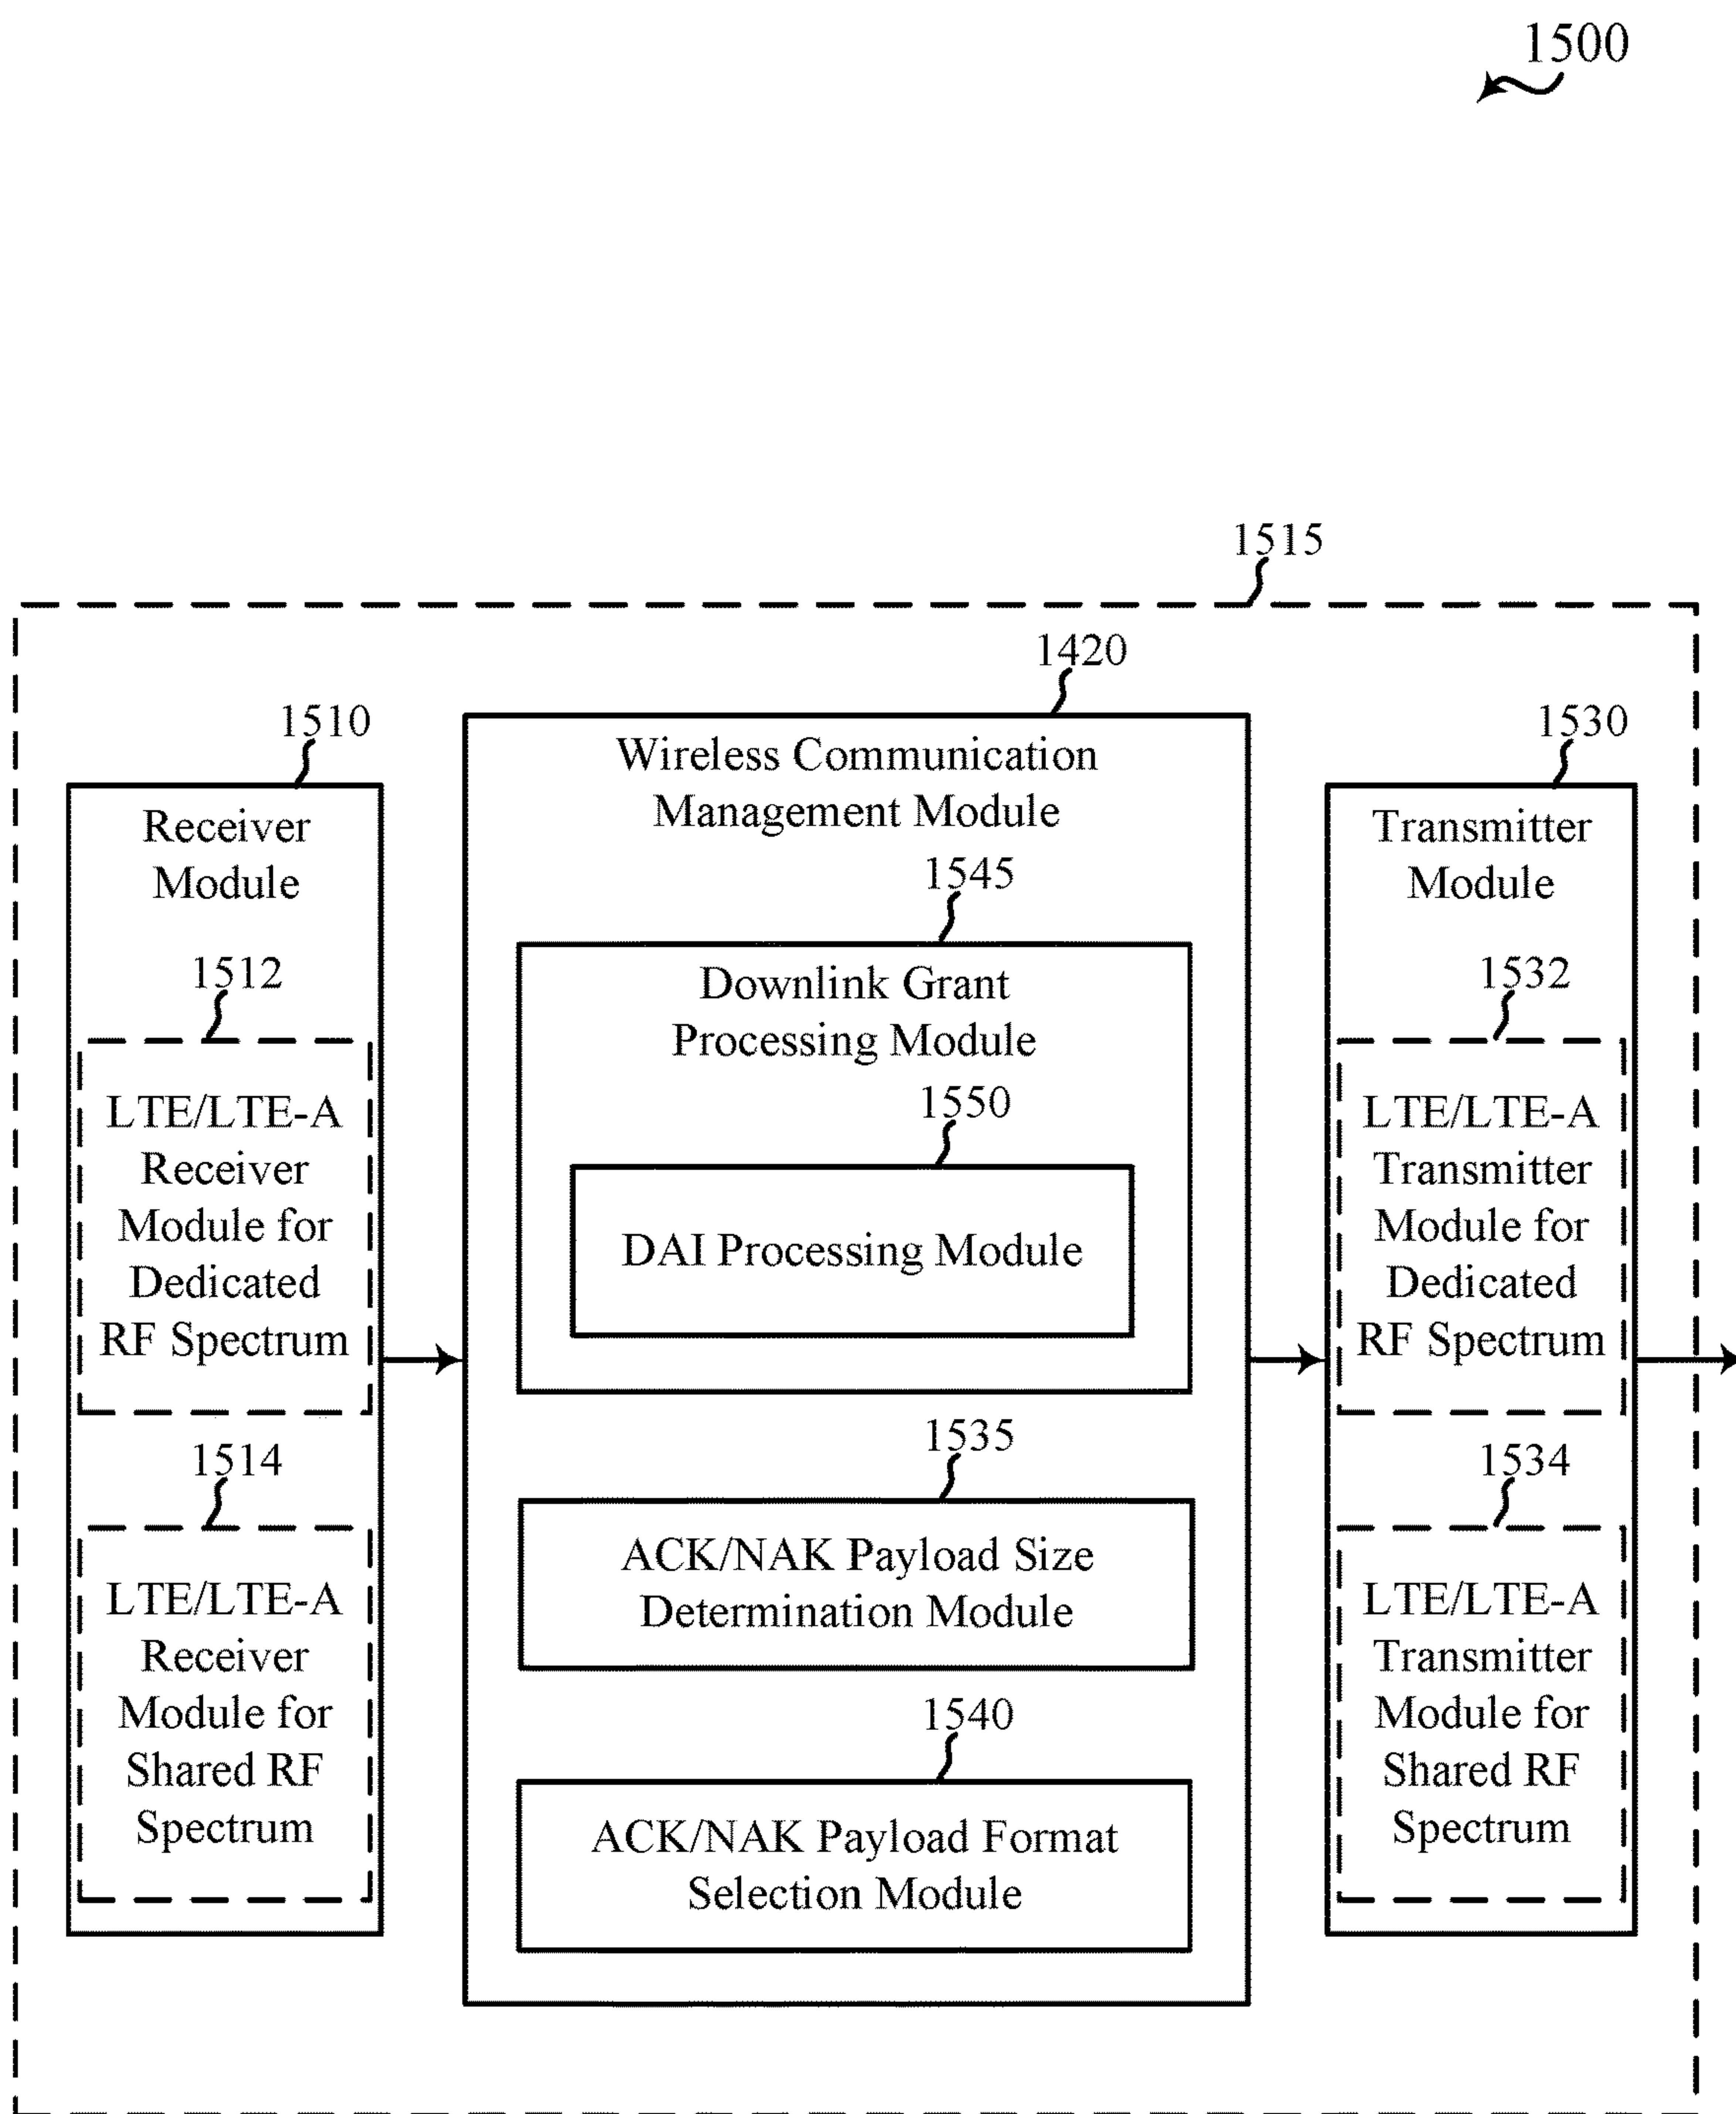 1500
1515
1420
1510
1530
Wireless Communication
Management Module
Receiver
Module
Transmitter
Module
1545
1512
1532
Downlink Grant
Processing Module
1550
LTE/LTE-A
Receiver
Module for
Dedicated
RF Spectrum
DAI Processing Module
LTE/LTE-A
Transmitter
Module for
Dedicated
RF Spectrum
1535
1514
1534
ACK/NAK Payload Size
Determination Module
LTE/LTE-A
Receiver
Module for
Shared RF
Spectrum
1540
ACK/NAK Payload Format
Selection Module
LTE/LTE-A
Transmitter
Module for
Shared RF
Spectrum